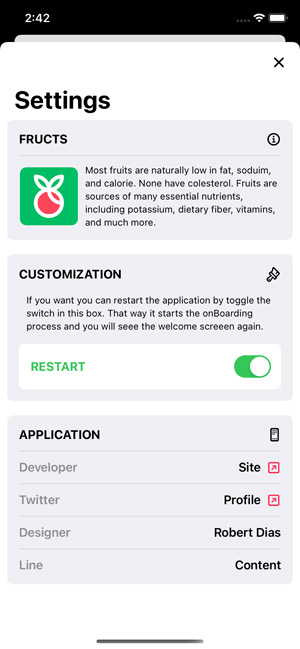 2:42
Settings
FRUCTS
Most fruits are naturally low in fat, soduim,
and calorie. None have colesterol. Fruits are
sources of many essential nutrients,
including potassium, dietary fiber, vitamins,
and much more.
CUSTOMIZATION
If you want you can restart the application by toggle the
switch in this box. That way it starts the onBoarding
process and you will seee the welcome screeen again.
RESTART
APPLICATION
Developer Site
Twitter Profile
Designer Robert Dias
Line Content